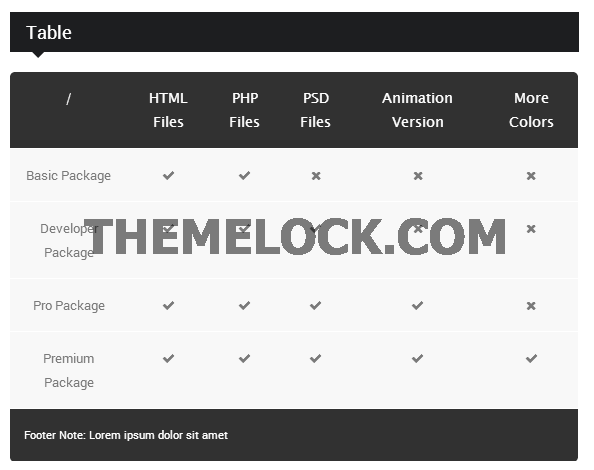 Table
/ HTML Files PHP Files PSD Files Animation Version More Colors
Basic Package ✔ ✔ ✖ ✖ ✖
Developer Package ✔ ✔ ✔ ✖ ✖
THEMELOCK.COM
Pro Package ✔ ✔ ✔ ✔ ✖
Premium Package ✔ ✔ ✔ ✔ ✔
Footer Note: Lorem ipsum dolor sit amet